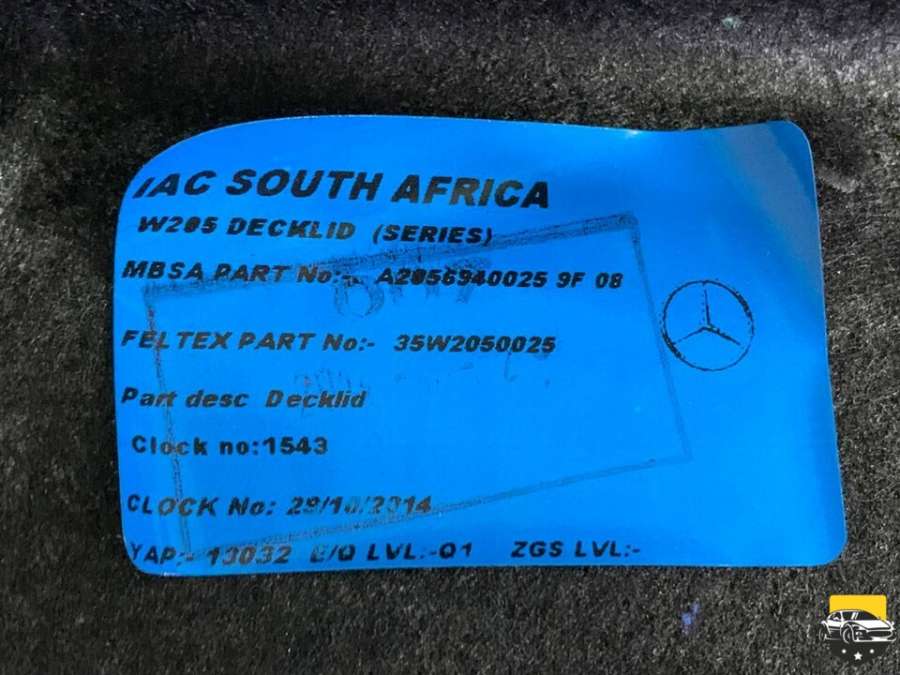 IAC SOUTH AFRICA
W205 DECKLID (SERIES)
MBSA PART No:- A2056940025 9F 08
FELTEX PART No:- 35W2050025
Part desc Decklid
Clock no:1543
CLOCK No: 29/10/2014
YAP:- 13032 E/Q LVL:-Q1 ZGS LVL:-